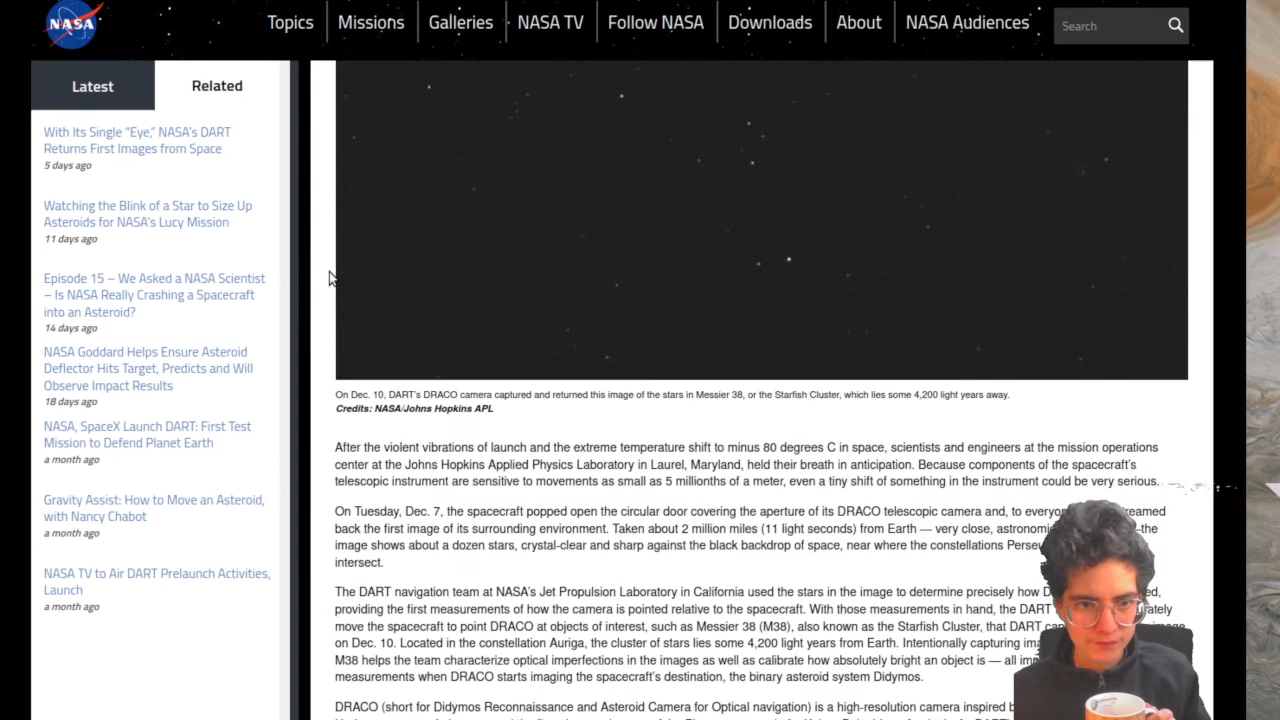 NASA
Topics
Missions
Galleries
NASA TV
Follow NASA
Downloads
About
NASA Audiences
Search
Latest
Related
With Its Single “Eye,” NASA’s DART
Returns First Images from Space
5 days ago
Watching the Blink of a Star to Size Up
Asteroids for NASA’s Lucy Mission
11 days ago
Episode 15 – We Asked a NASA Scientist
– Is NASA Really Crashing a Spacecraft
into an Asteroid?
14 days ago
NASA Goddard Helps Ensure Asteroid
Deflector Hits Target, Predicts and Will
Observe Impact Results
18 days ago
NASA, SpaceX Launch DART: First Test
Mission to Defend Planet Earth
a month ago
Gravity Assist: How to Move an Asteroid,
with Nancy Chabot
a month ago
NASA TV to Air DART Prelaunch Activities,
Launch
a month ago
On Dec. 10, DART’s DRACO camera captured and returned this image of the stars in Messier 38, or the Starfish Cluster, which lies some 4,200 light years away.
Credits: NASA/Johns Hopkins APL
After the violent vibrations of launch and the extreme temperature shift to minus 80 degrees C in space, scientists and engineers at the mission operations
center at the Johns Hopkins Applied Physics Laboratory in Laurel, Maryland, held their breath in anticipation. Because components of the spacecraft’s
telescopic instrument are sensitive to movements as small as 5 millionths of a meter, even a tiny shift of something in the instrument could be very serious.
On Tuesday, Dec. 7, the spacecraft popped open the circular door covering the aperture of its DRACO telescopic camera and, to
back the first image of its surrounding environment. Taken about 2 million miles (11 light seconds) from Earth — very close, —the
image shows about a dozen stars, crystal-clear and sharp against the black backdrop of space, near where the constellations
intersect.
The DART navigation team at NASA’s Jet Propulsion Laboratory in California used the stars in the image to determine precisely how
providing the first measurements of how the camera is pointed relative to the spacecraft. With those measurements in hand, the DART
move the spacecraft to point DRACO at objects of interest, such as Messier 38 (M38), also known as the Starfish Cluster, that DART image
on Dec. 10. Located in the constellation Auriga, the cluster of stars lies some 4,200 light years from Earth. Intentionally capturing
M38 helps the team characterize optical imperfections in the images as well as calibrate how absolutely bright an object is — all
measurements when DRACO starts imaging the spacecraft’s destination, the binary asteroid system Didymos.
DRACO (short for Didymos Reconnaissance and Asteroid Camera for Optical navigation) is a high-resolution camera inspired